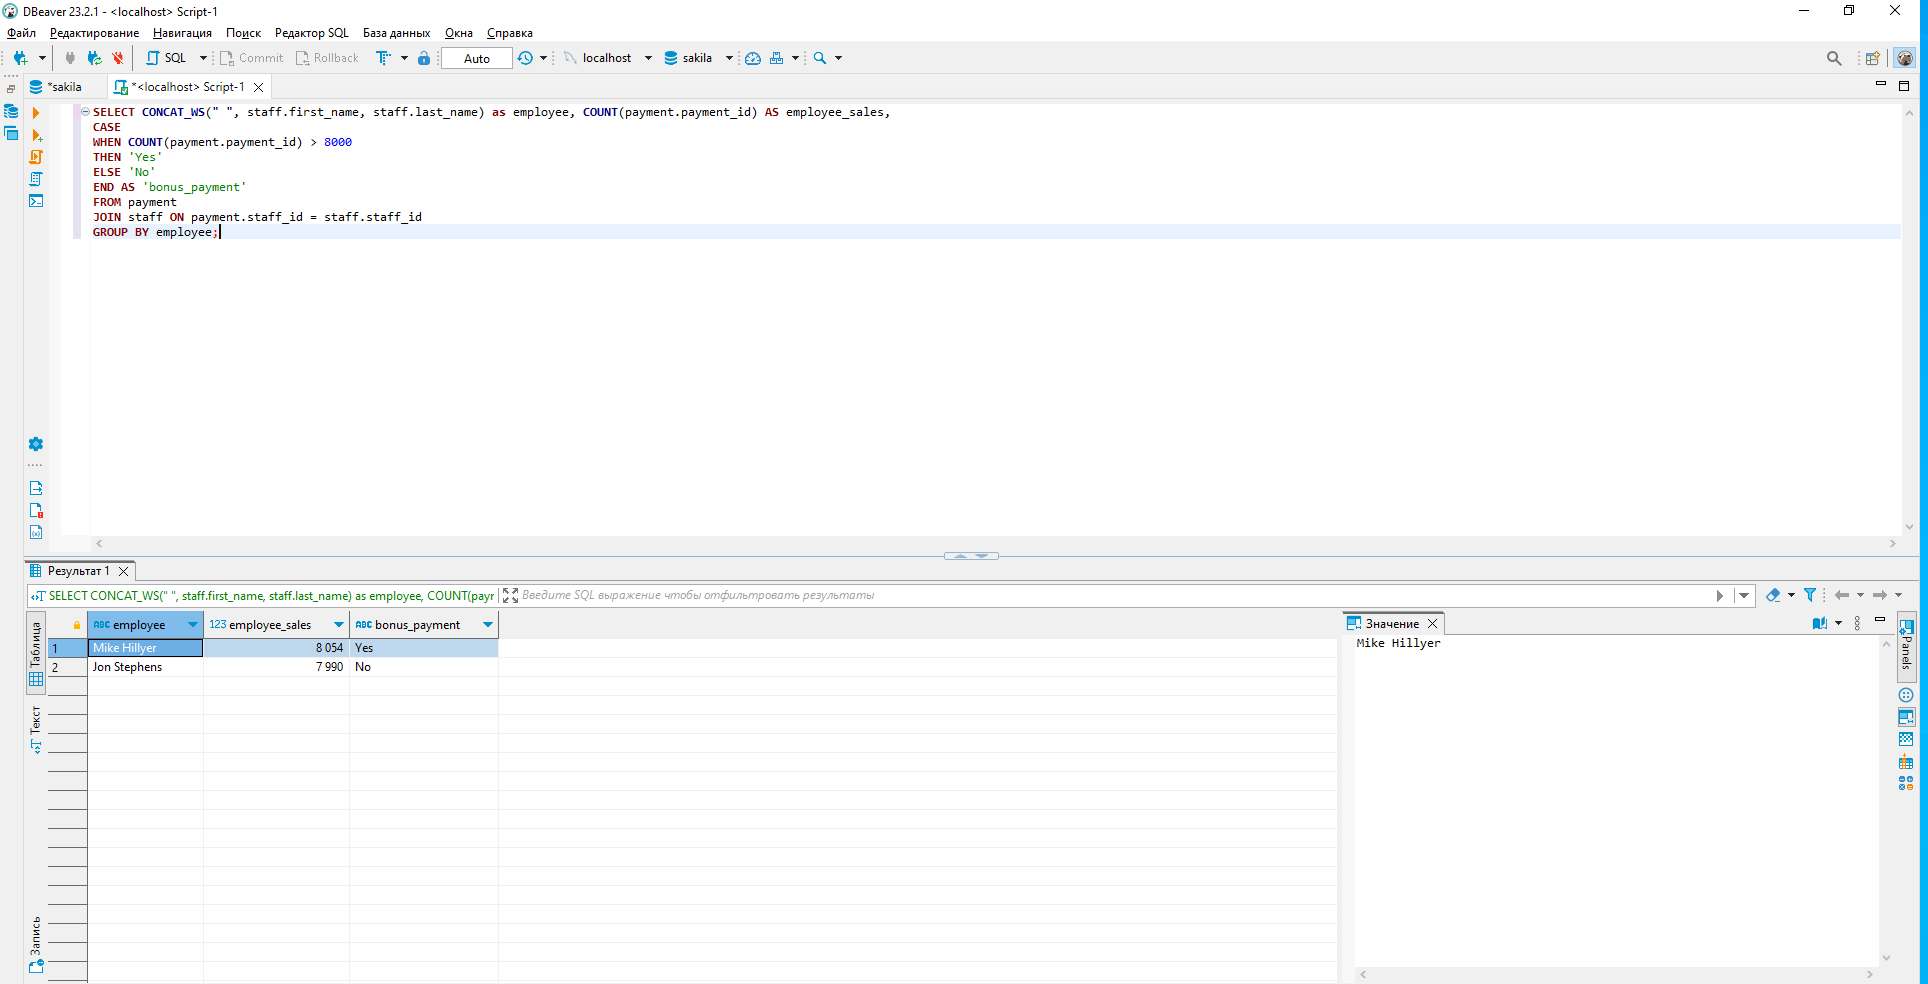 DBeaver 23.2.1 - <localhost> Script-1
Файл Редактирование Навигация Поиск Редактор SQL База данных Окна Справка
SQL Commit Rollback Auto localhost sakila
*sakila *<localhost> Script-1
SELECT CONCAT_WS(" ", staff.first_name, staff.last_name) as employee, COUNT(payment.payment_id) AS employee_sales,
CASE
WHEN COUNT(payment.payment_id) > 8000
THEN 'Yes'
ELSE 'No'
END AS 'bonus_payment'
FROM payment
JOIN staff ON payment.staff_id = staff.staff_id
GROUP BY employee;
Результат 1
SELECT CONCAT_WS(" ", staff.first_name, staff.last_name) as employee, COUNT(payr Введите SQL выражение чтобы отфильтровать результаты
Таблица
Текст
Запись
ABC employee 123 employee_sales ABC bonus_payment
1 Mike Hillyer 8 054 Yes
2 Jon Stephens 7 990 No
Значение
Mike Hillyer
Panels